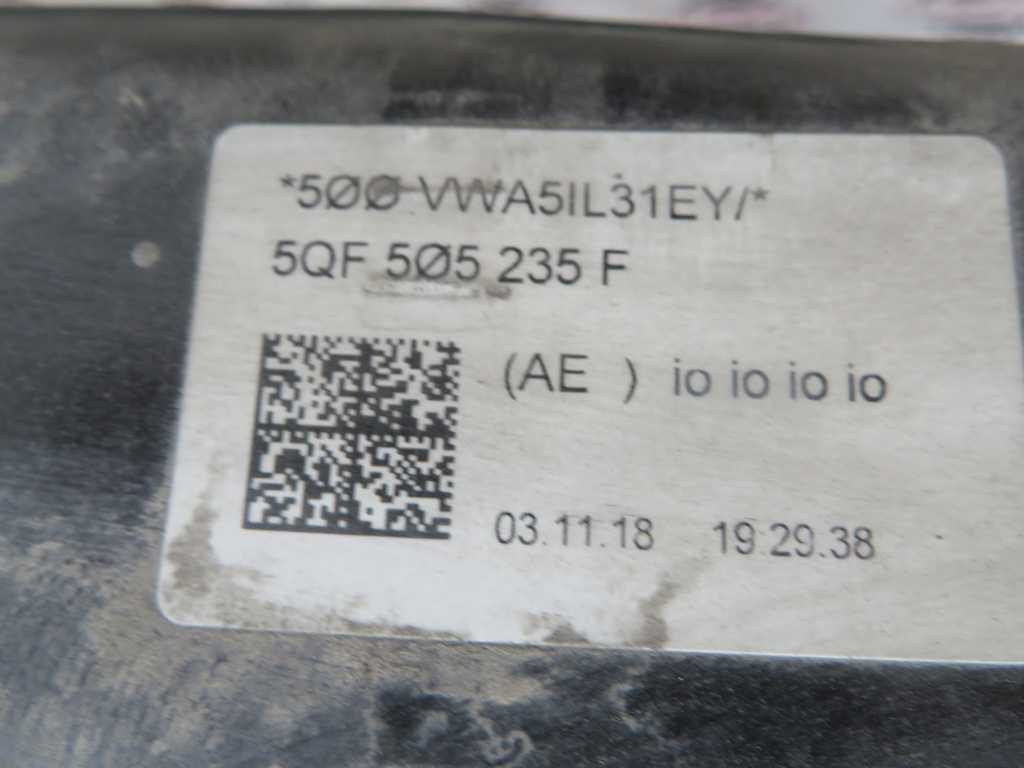 *5ØØ VWA5IL31EY/*
5QF 5Ø5 235 F
(AE ) io io io io
03.11.18 19.29.38